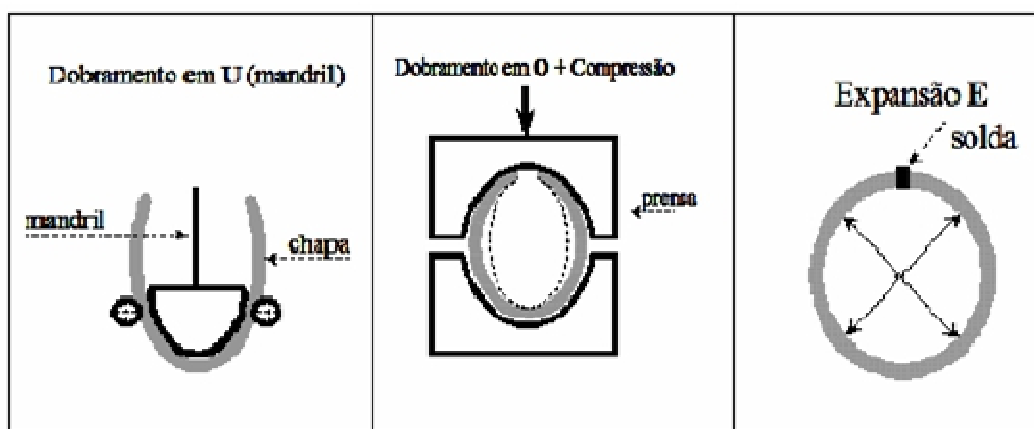 Dobramento em U (mandril)
mandril
chapa
Dobramento em O + Compressão
prensa
Expansão E
solda